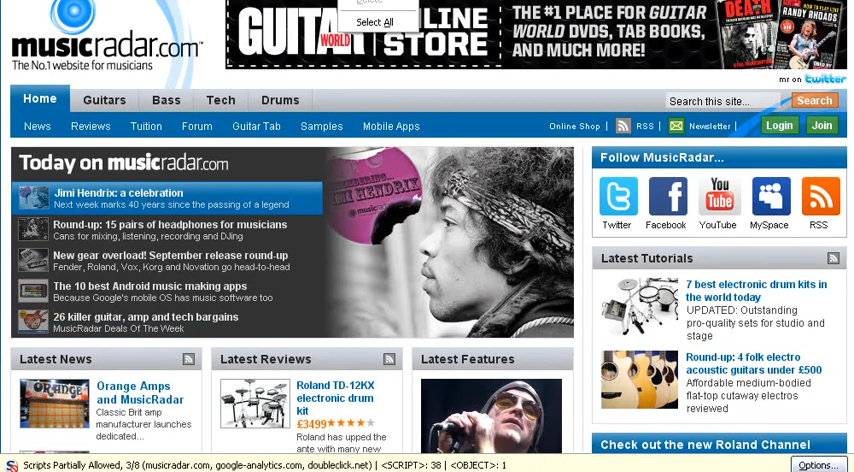 Delete
Select All
musicradar.com™
The No.1 website for musicians
GUITAR WORLD ONLINE STORE
THE #1 PLACE FOR GUITAR
WORLD DVDS, TAB BOOKS,
AND MUCH MORE!
DEATH
RANDY RHOADS
mr on twitter
Home Guitars Bass Tech Drums
Search this site... Search
News Reviews Tuition Forum Guitar Tab Samples Mobile Apps
Online Shop | RSS | Newsletter | Login Join
Today on musicradar.com
Jimi Hendrix: a celebration
Next week marks 40 years since the passing of a legend
Round-up: 15 pairs of headphones for musicians
Cans for mixing, listening, recording and DJing
New gear overload! September release round-up
Fender, Roland, Vox, Korg and Novation go head-to-head
The 10 best Android music making apps
Because Google's mobile OS has music software too
26 killer guitar, amp and tech bargains
MusicRadar Deals Of The Week
REMEMBERING...
JIMI HENDRIX
Follow MusicRadar...
You Tube
Twitter Facebook YouTube MySpace RSS
Latest Tutorials
7 best electronic drum kits in
the world today
UPDATED: Outstanding
pro-quality sets for studio and
stage
Round-up: 4 folk electro
acoustic guitars under £500
Affordable medium-bodied
flat-top cutaway electros
reviewed
Check out the new Roland Channel
Latest News
ORANGE
Orange Amps
and MusicRadar
Classic Brit amp
manufacturer launches
dedicated...
Latest Reviews
Roland TD-12KX
electronic drum
kit
£3499
Roland has upped the
ante with many new
Latest Features
Scripts Partially Allowed, 3/8 (musicradar.com, google-analytics.com, doubleclick.net) | <SCRIPT>: 38 | <OBJECT>: 1
Options...